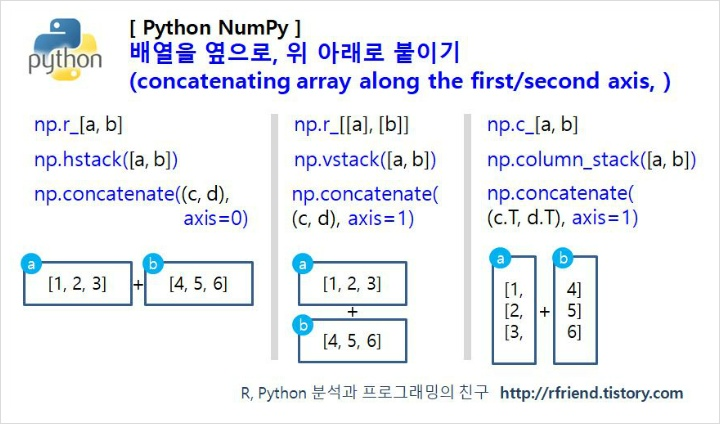 [ Python NumPy ]
배열을 옆으로, 위 아래로 붙이기
(concatenating array along the first/second axis, )
python
np.r_[a, b]
np.hstack([a, b])
np.concatenate((c, d),
axis=0)
a
[1, 2, 3]
+
b
[4, 5, 6]
np.r_[[a], [b]]
np.vstack([a, b])
np.concatenate(
(c, d), axis=1)
a
[1, 2, 3]
+
b
[4, 5, 6]
np.c_[a, b]
np.column_stack([a, b])
np.concatenate(
(c.T, d.T), axis=1)
a
[1,
[2,
[3,
+
b
4]
5]
6]
R, Python 분석과 프로그래밍의 친구 http://rfriend.tistory.com